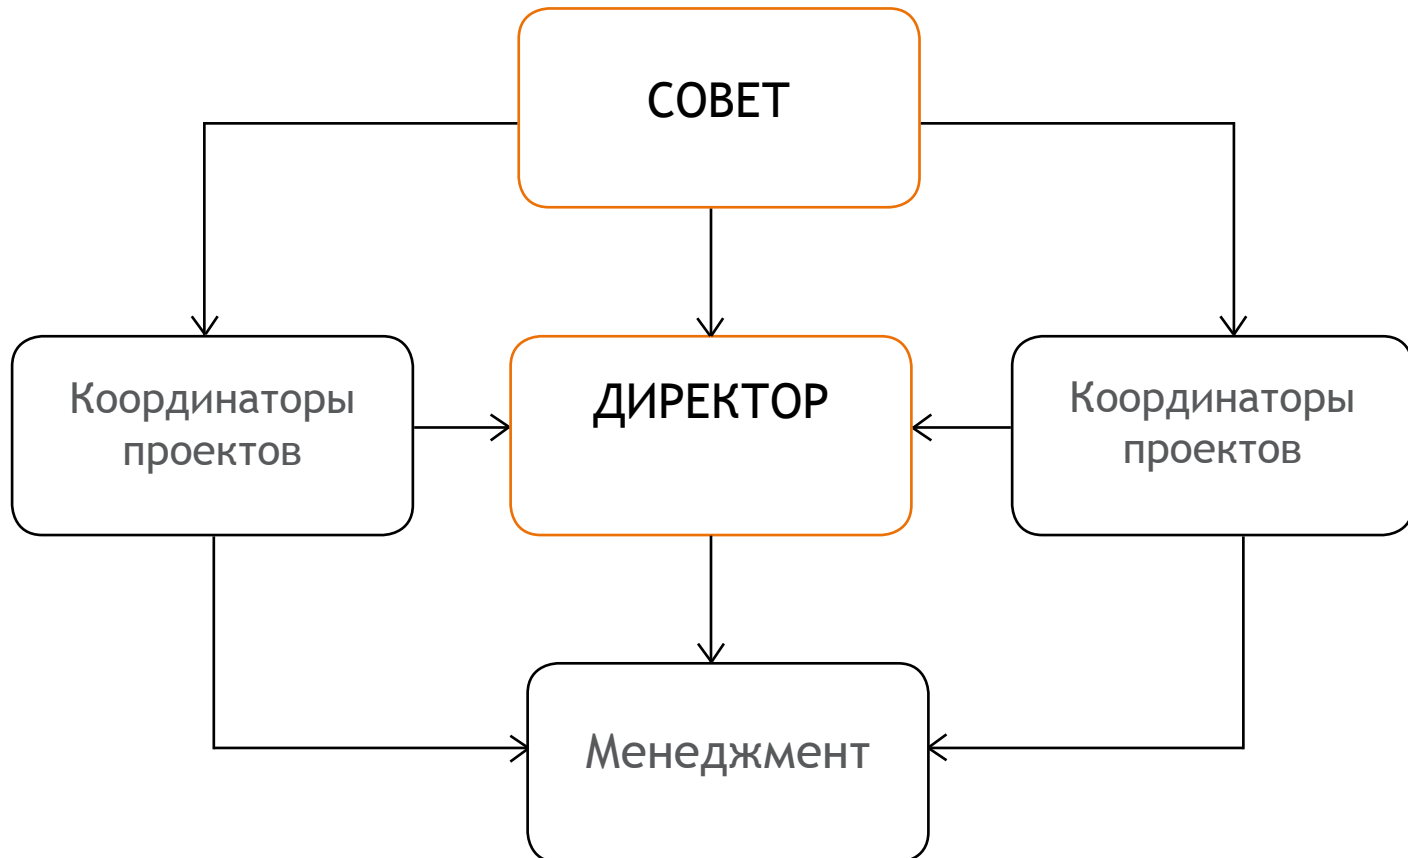 СОВЕТ
Координаторы
проектов
ДИРЕКТОР
Координаторы
проектов
Менеджмент